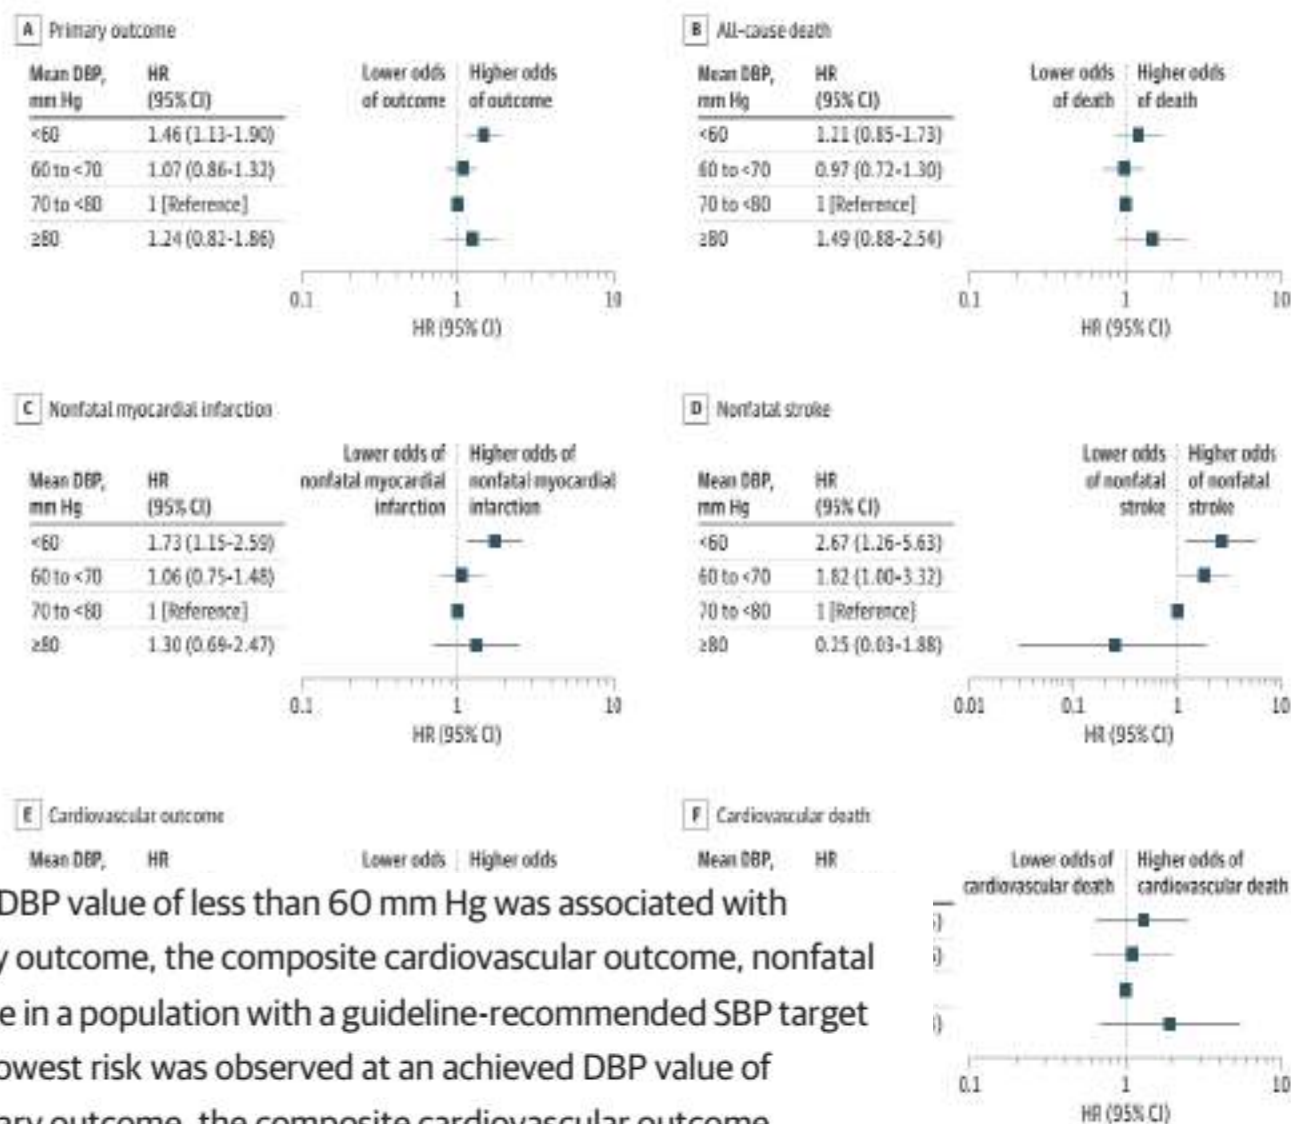 A Primary outcome
Mean DBP, mm Hg HR (95% CI) Lower odds of outcome Higher odds of outcome
<60 1.46 (1.13-1.90)
60 to <70 1.07 (0.86-1.32)
70 to <80 1 [Reference]
≥80 1.24 (0.82-1.86)
0.1 1 10
HR (95% CI)
B All-cause death
Mean DBP, mm Hg HR (95% CI) Lower odds of death Higher odds of death
<60 1.21 (0.85-1.73)
60 to <70 0.97 (0.72-1.30)
70 to <80 1 [Reference]
≥80 1.49 (0.88-2.54)
0.1 1 10
HR (95% CI)
C Nonfatal myocardial infarction
Mean DBP, mm Hg HR (95% CI) Lower odds of nonfatal myocardial infarction Higher odds of nonfatal myocardial infarction
<60 1.73 (1.15-2.59)
60 to <70 1.06 (0.75-1.48)
70 to <80 1 [Reference]
≥80 1.30 (0.69-2.47)
0.1 1 10
HR (95% CI)
D Nonfatal stroke
Mean DBP, mm Hg HR (95% CI) Lower odds of nonfatal stroke Higher odds of nonfatal stroke
<60 2.67 (1.26-5.63)
60 to <70 1.82 (1.00-3.32)
70 to <80 1 [Reference]
≥80 0.25 (0.03-1.88)
0.01 0.1 1 10
HR (95% CI)
E Cardiovascular outcome
Mean DBP, HR Lower odds Higher odds
F Cardiovascular death
Mean DBP, HR Lower odds of cardiovascular death Higher odds of cardiovascular death
0.1 1 10
HR (95% CI)
DBP value of less than 60 mm Hg was associated with
y outcome, the composite cardiovascular outcome, nonfatal
e in a population with a guideline-recommended SBP target
owest risk was observed at an achieved DBP value of
ary outcome, the composite cardiovascular outcome